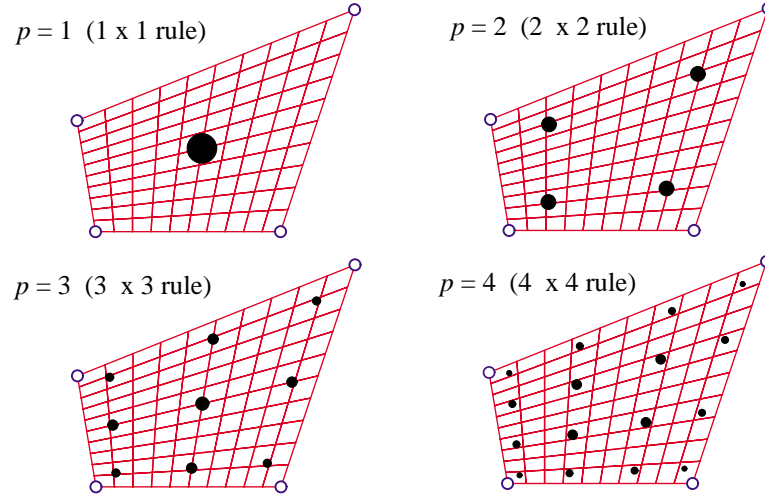 p = 1 (1 x 1 rule)
p = 2 (2 x 2 rule)
p = 3 (3 x 3 rule)
p = 4 (4 x 4 rule)